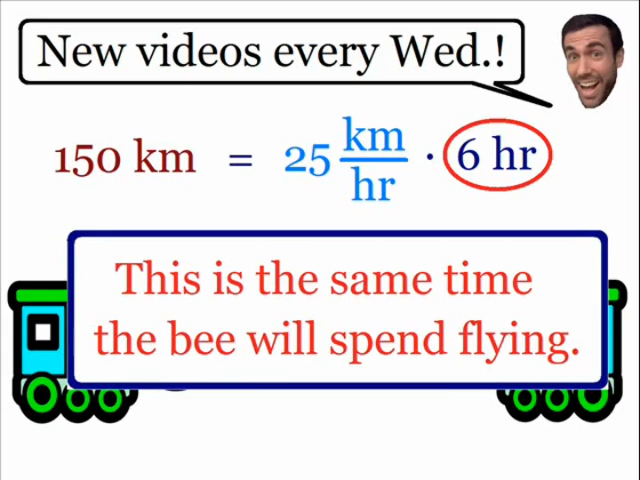 New videos every Wed.!
150 km = 25 km/hr · 6 hr
This is the same time
the bee will spend flying.